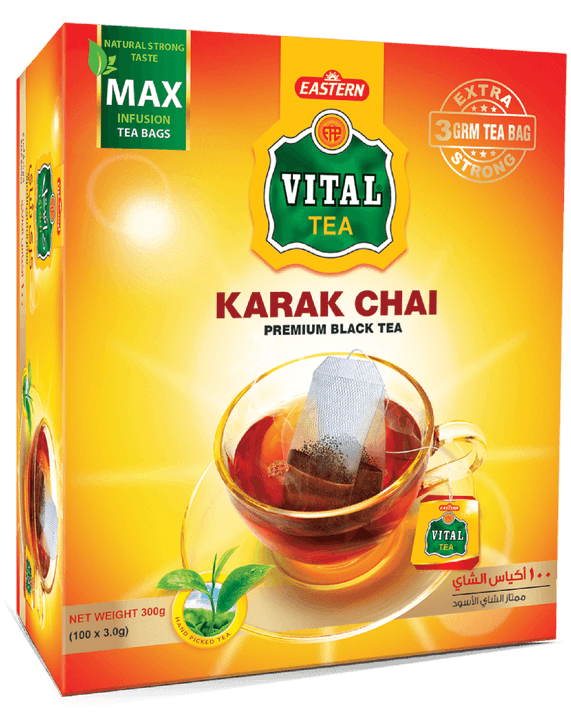 NATURAL STRONG
TASTE
MAX
INFUSION
TEA BAGS
EASTERN
VITAL
TEA
EXTRA
3GRM TEA BAG
STRONG
KARAK CHAI
PREMIUM BLACK TEA
EASTERN
VITAL
TEA
١٠٠ أكياس الشاي
ممتاز الشاي الأسود
NET WEIGHT 300g
(100 x 3.0g)
HAND PICKED TEA